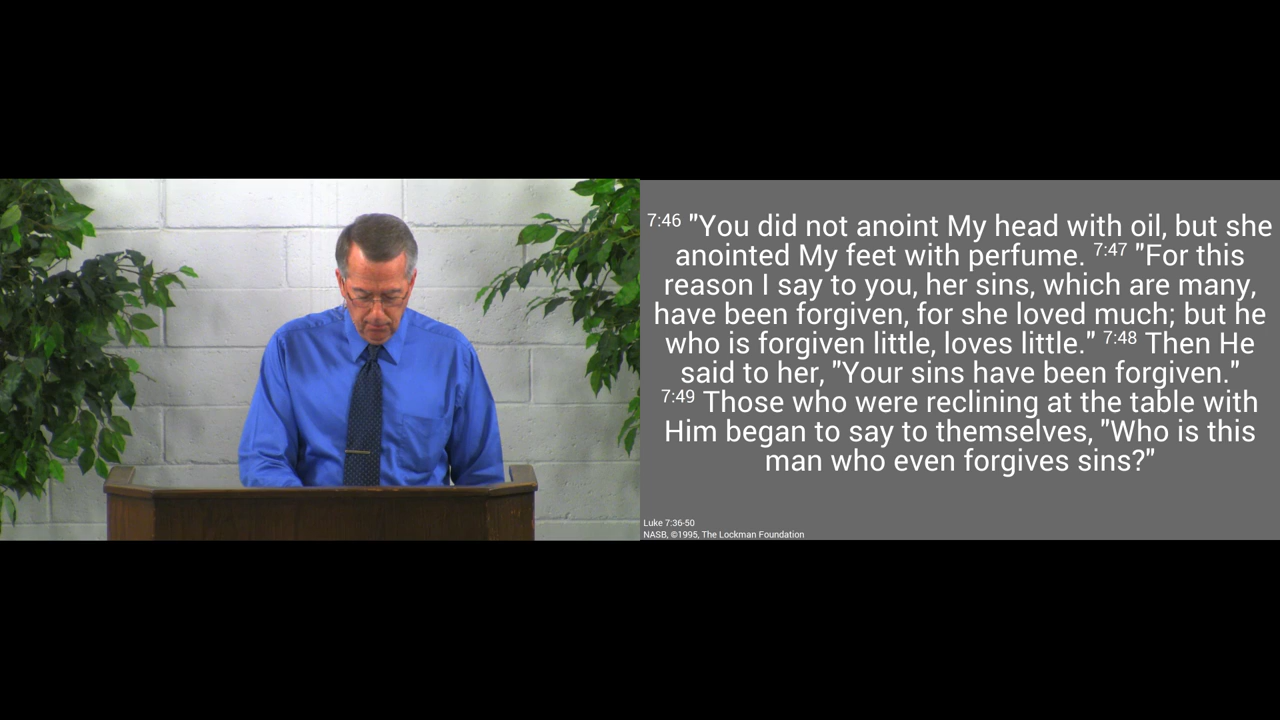 7:46 "You did not anoint My head with oil, but she
anointed My feet with perfume. 7:47 "For this
reason I say to you, her sins, which are many,
have been forgiven, for she loved much; but he
who is forgiven little, loves little." 7:48 Then He
said to her, "Your sins have been forgiven."
7:49 Those who were reclining at the table with
Him began to say to themselves, "Who is this
man who even forgives sins?"
Luke 7:36-50
NASB, ©1995, The Lockman Foundation